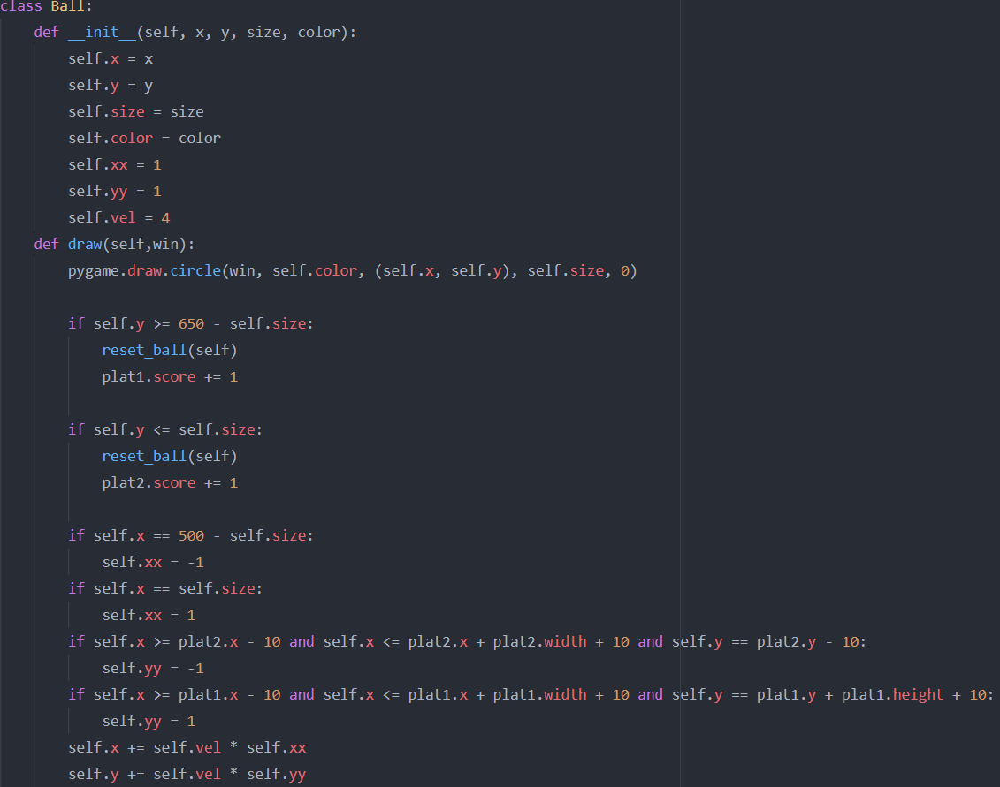 class Ball:
    def __init__(self, x, y, size, color):
        self.x = x
        self.y = y
        self.size = size
        self.color = color
        self.xx = 1
        self.yy = 1
        self.vel = 4
    def draw(self,win):
        pygame.draw.circle(win, self.color, (self.x, self.y), self.size, 0)

        if self.y >= 650 - self.size:
            reset_ball(self)
            plat1.score += 1

        if self.y <= self.size:
            reset_ball(self)
            plat2.score += 1

        if self.x == 500 - self.size:
            self.xx = -1
        if self.x == self.size:
            self.xx = 1
        if self.x >= plat2.x - 10 and self.x <= plat2.x + plat2.width + 10 and self.y == plat2.y - 10:
            self.yy = -1
        if self.x >= plat1.x - 10 and self.x <= plat1.x + plat1.width + 10 and self.y == plat1.y + plat1.height + 10:
            self.yy = 1
        self.x += self.vel * self.xx
        self.y += self.vel * self.yy